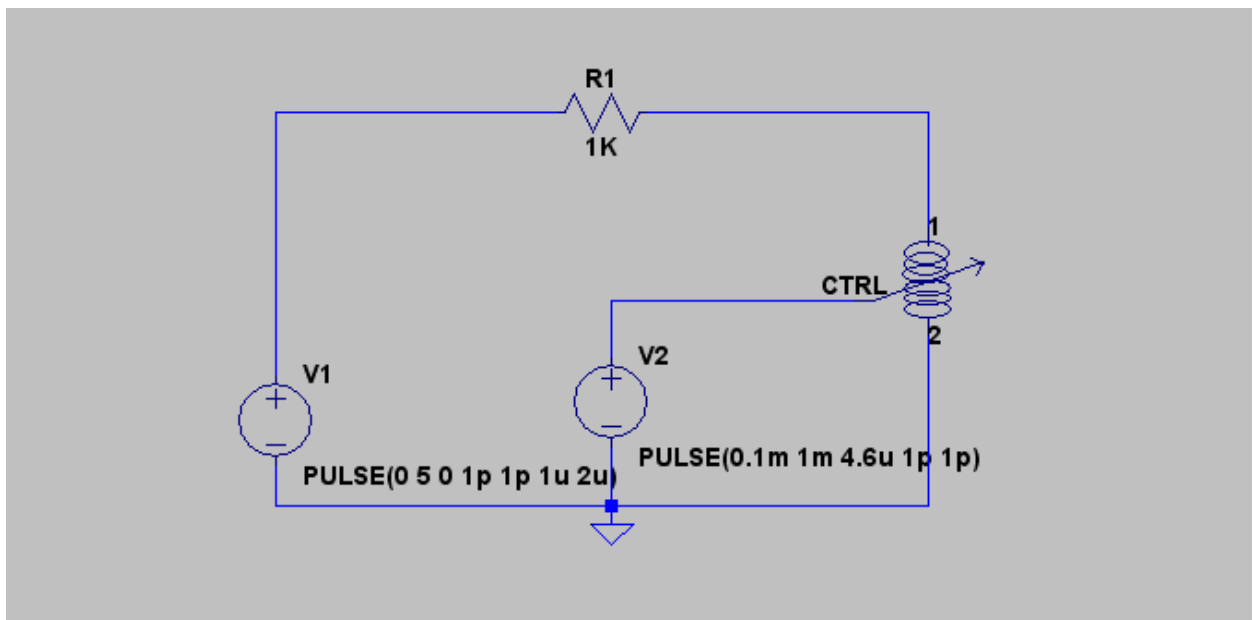 R1
1K
1
CTRL
2
V1
V2
PULSE(0.1m 1m 4.6u 1p 1p)
PULSE(0 5 0 1p 1p 1u 2u)